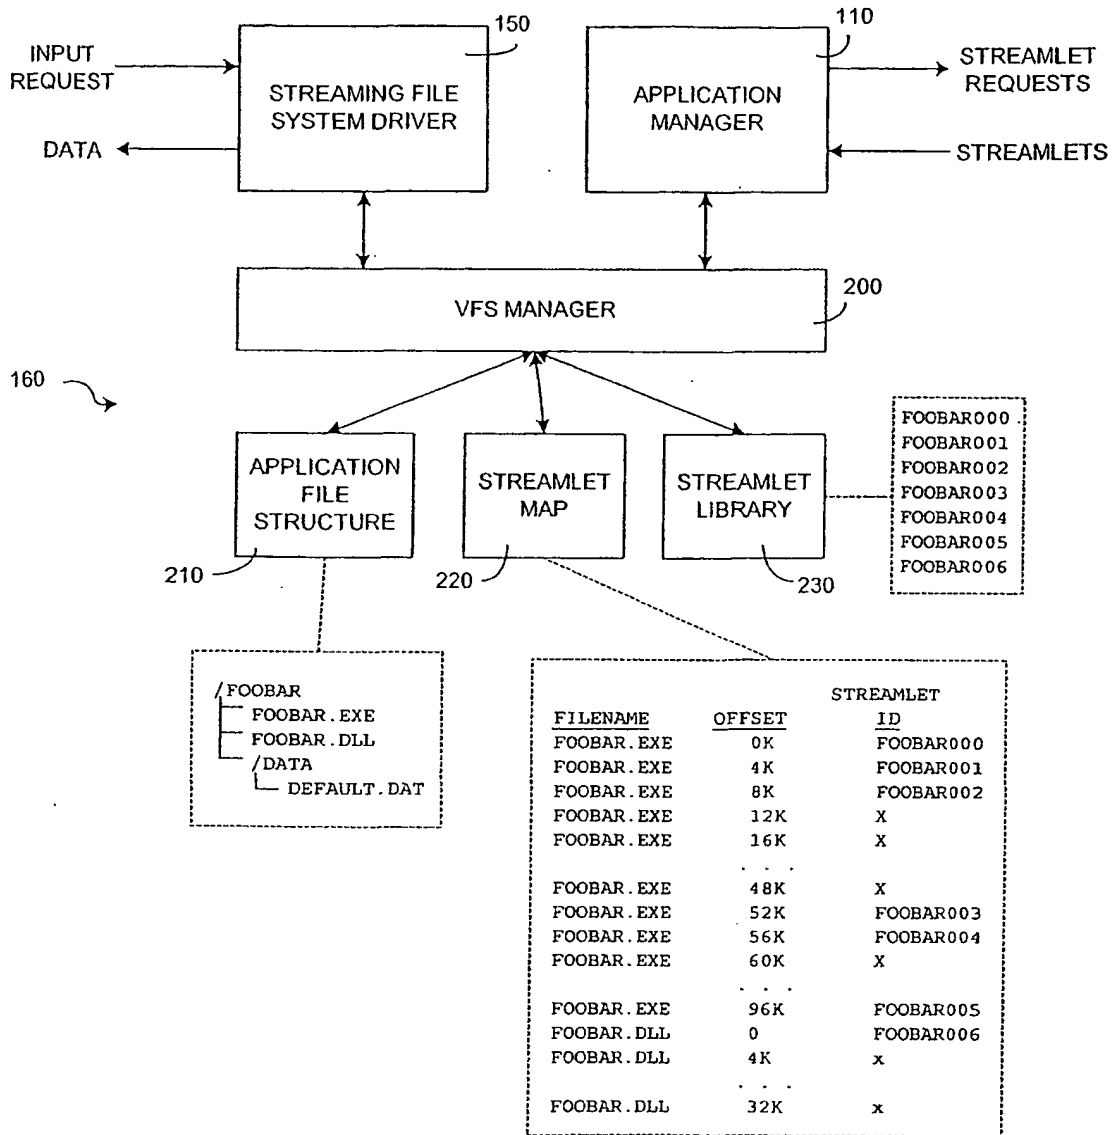 150
110
INPUT
REQUEST
DATA
STREAMING FILE
SYSTEM DRIVER
APPLICATION
MANAGER
STREAMLET
REQUESTS
STREAMLETS
VFS MANAGER
200
160
APPLICATION
FILE
STRUCTURE
210
STREAMLET
MAP
220
STREAMLET
LIBRARY
230
FOOBAR000
FOOBAR001
FOOBAR002
FOOBAR003
FOOBAR004
FOOBAR005
FOOBAR006
/FOOBAR
FOOBAR.EXE
FOOBAR.DLL
/DATA
DEFAULT.DAT
STREAMLET
FILENAME OFFSET ID
FOOBAR.EXE 0K FOOBAR000
FOOBAR.EXE 4K FOOBAR001
FOOBAR.EXE 8K FOOBAR002
FOOBAR.EXE 12K X
FOOBAR.EXE 16K X
. . .
FOOBAR.EXE 48K X
FOOBAR.EXE 52K FOOBAR003
FOOBAR.EXE 56K FOOBAR004
FOOBAR.EXE 60K X
. . .
FOOBAR.EXE 96K FOOBAR005
FOOBAR.DLL 0 FOOBAR006
FOOBAR.DLL 4K x
. . .
FOOBAR.DLL 32K x